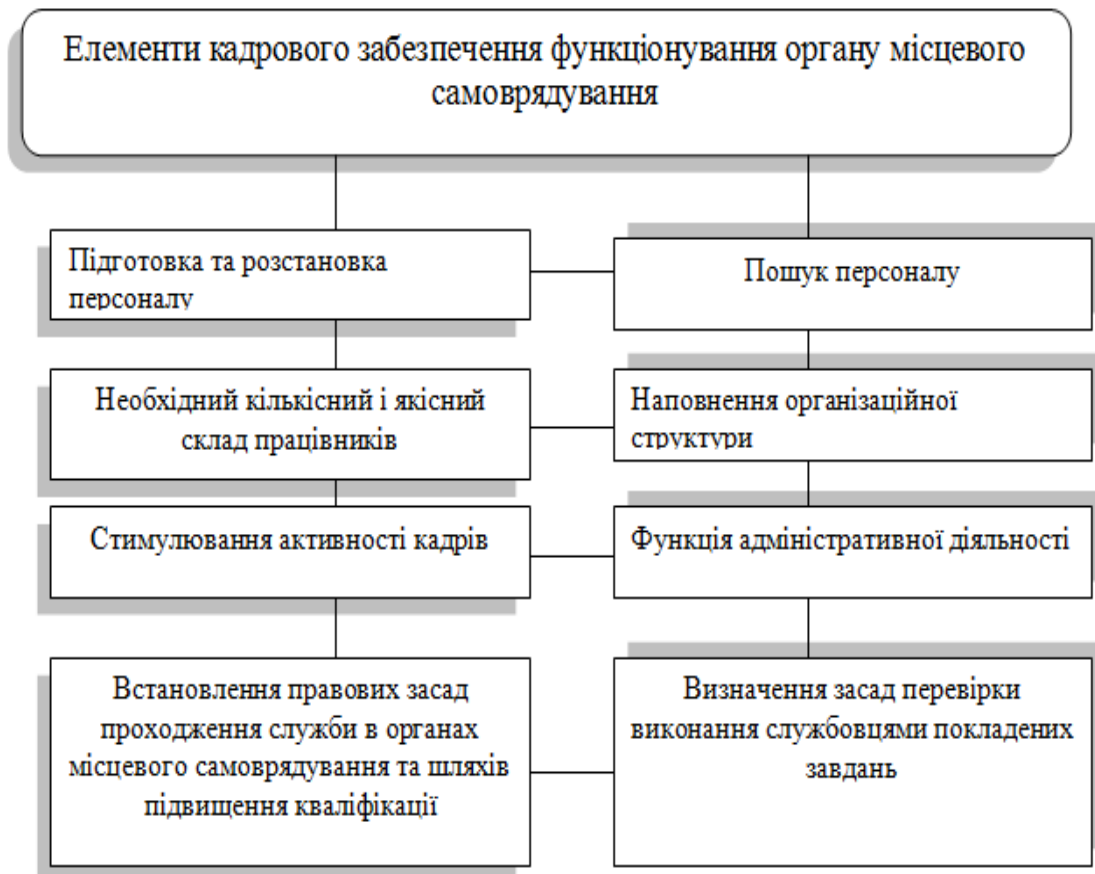 Елементи кадрового забезпечення функціонування органу місцевого
самоврядування
Підготовка та розстановка
персоналу
Пошук персоналу
Необхідний кількісний і якісний
склад працівників
Наповнення організаційної
структури
Стимулювання активності кадрів
Функція адміністративної діяльності
Встановлення правових засад
проходження служби в органах
місцевого самоврядування та шляхів
підвищення кваліфікації
Визначення засад перевірки
виконання службовцями покладених
завдань